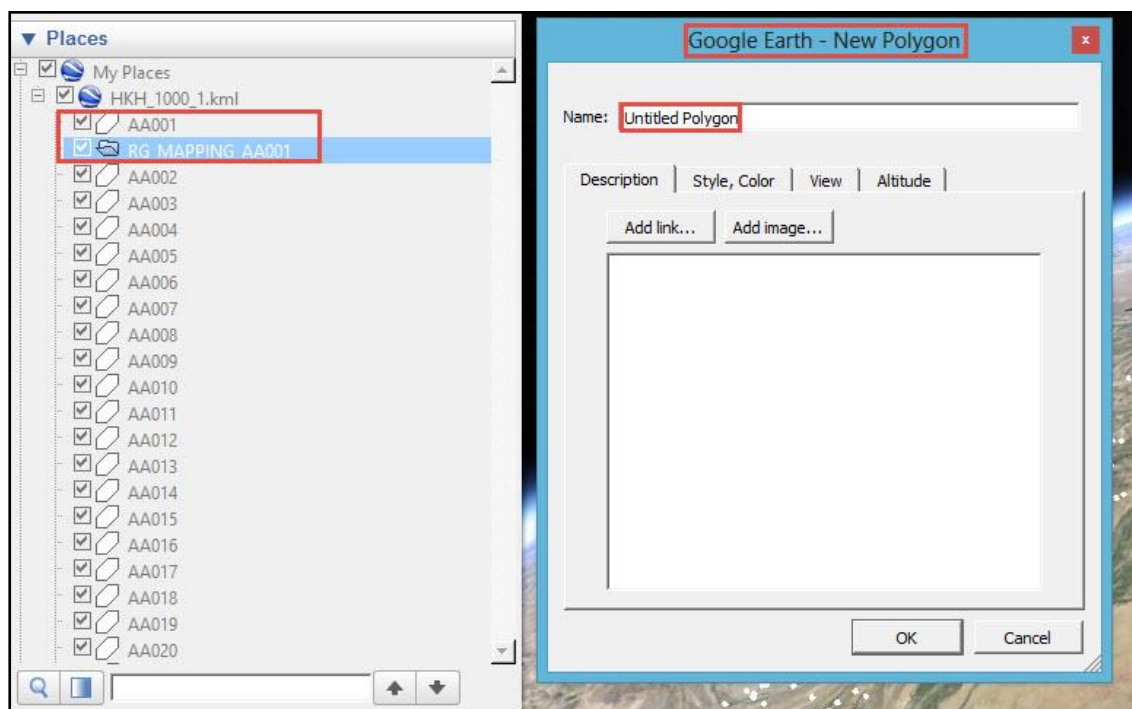 Places
My Places
HKH_1000_1.kml
AA001
RG_MAPPING_AA001
AA002
AA003
AA004
AA005
AA006
AA007
AA008
AA009
AA010
AA011
AA012
AA013
AA014
AA015
AA016
AA017
AA018
AA019
AA020
Google Earth - New Polygon
x
Name: Untitled Polygon
Description Style, Color View Altitude
Add link... Add image...
OK Cancel